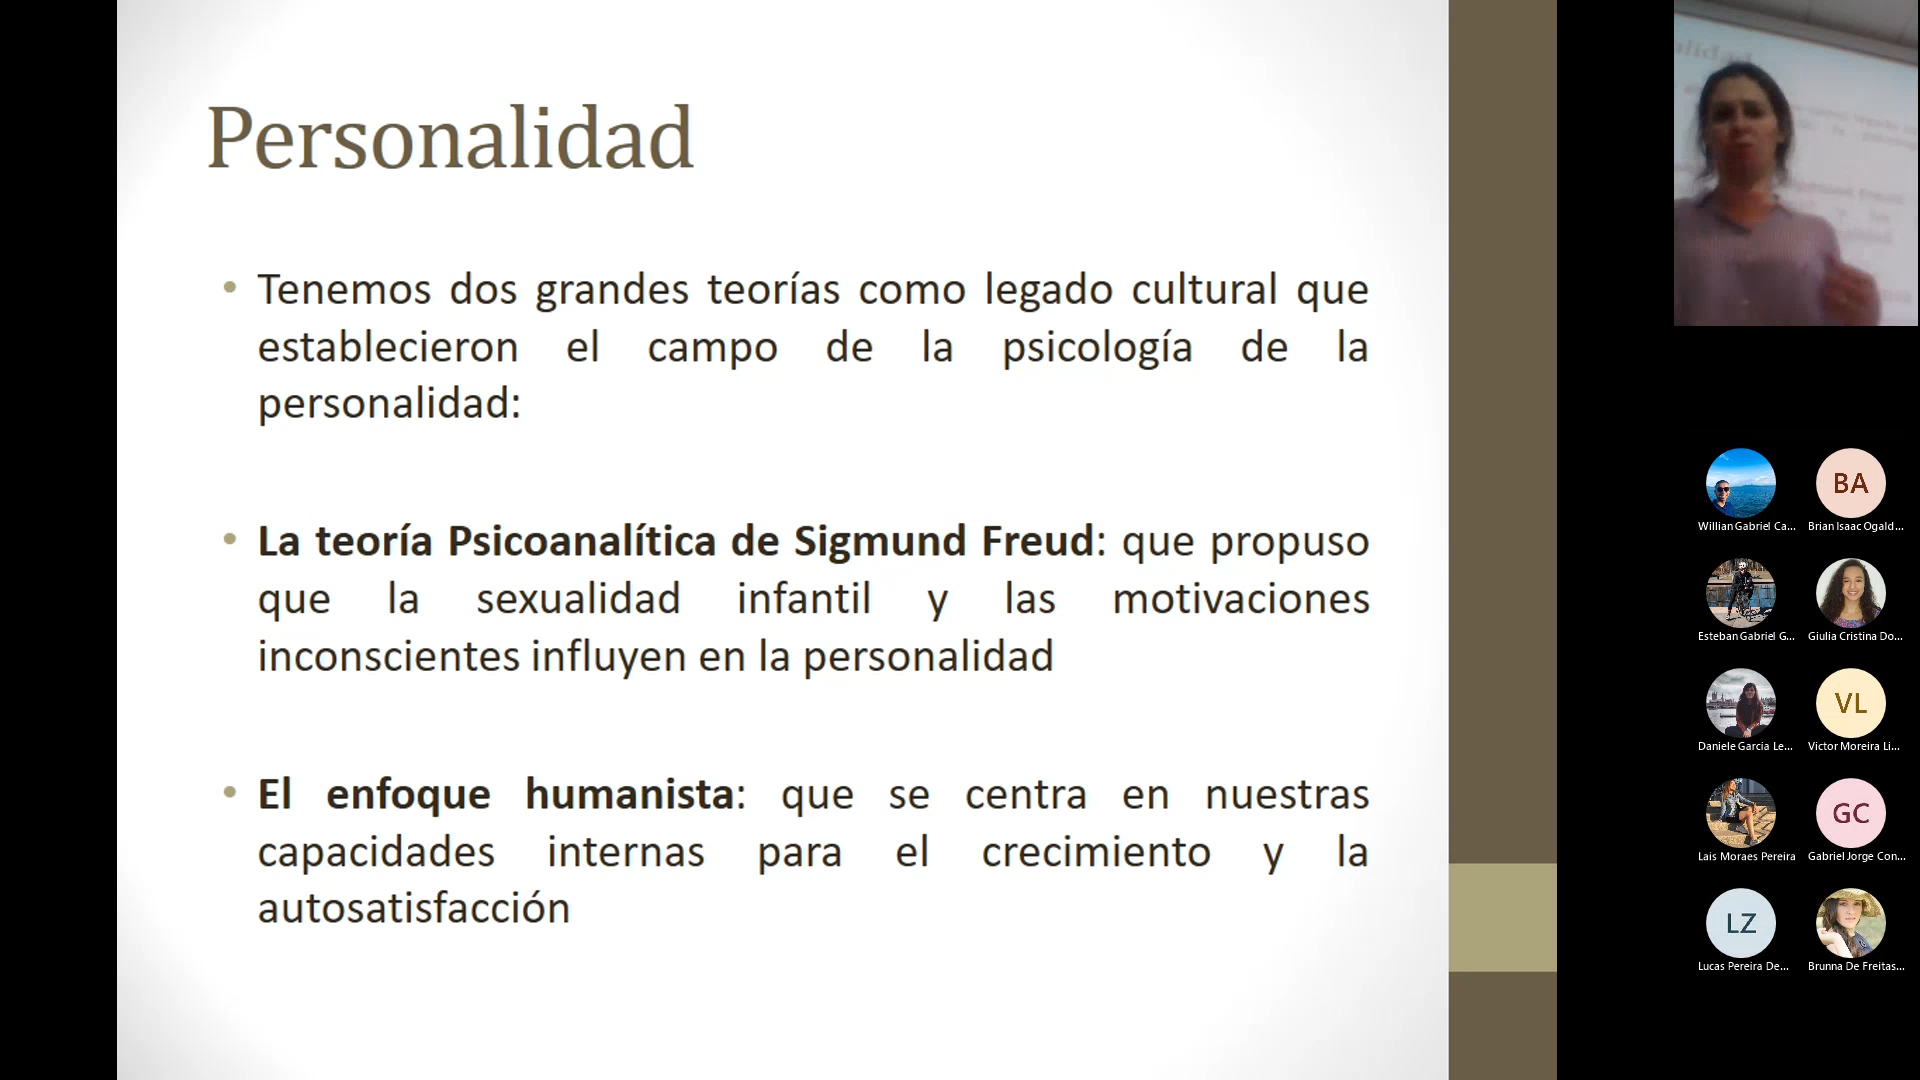 Personalidad
• Tenemos dos grandes teorías como legado cultural que
establecieron el campo de la psicología de la
personalidad:
• La teoría Psicoanalítica de Sigmund Freud: que propuso
que la sexualidad infantil y las motivaciones
inconscientes influyen en la personalidad
• El enfoque humanista: que se centra en nuestras
capacidades internas para el crecimiento y la
autosatisfacción
Willian Gabriel Ca...
BA
Brian Isaac Ogald...
Esteban Gabriel G...
Giulia Cristina Do...
Daniele Garcia Le...
VL
Victor Moreira Li...
Lais Moraes Pereira
GC
Gabriel Jorge Con...
LZ
Lucas Pereira De...
Brunna De Freitas...